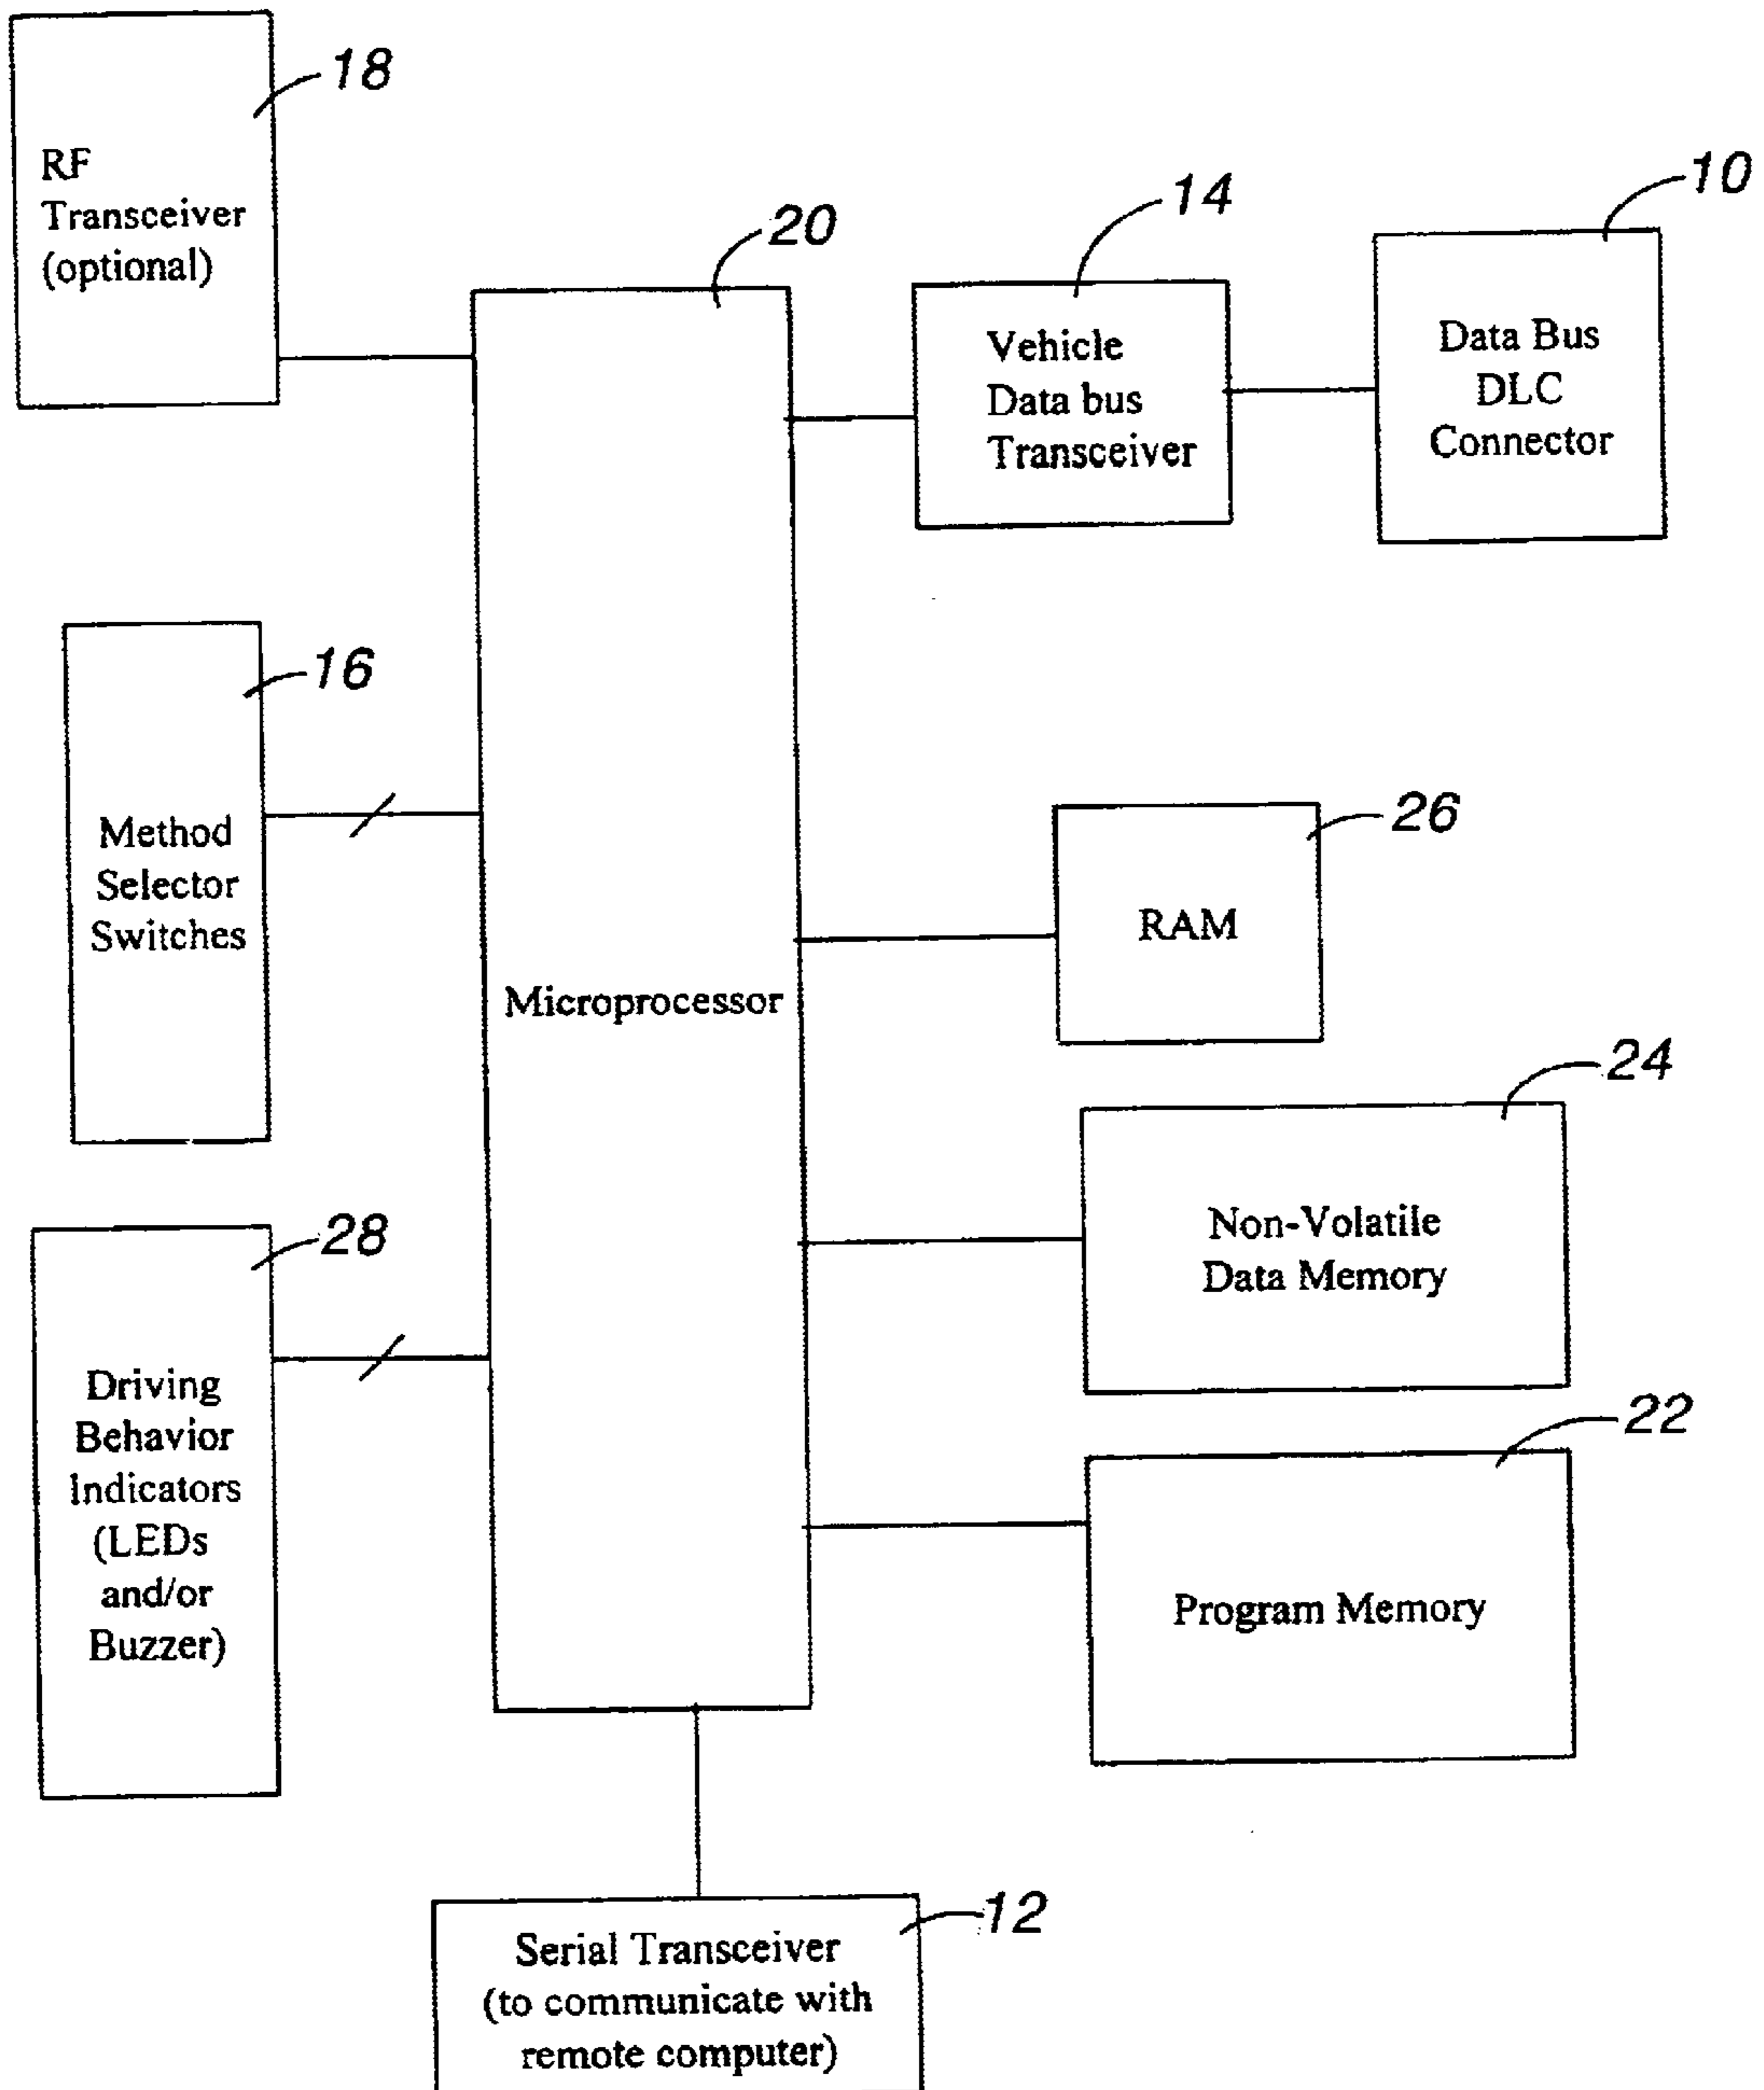 18
RF
Transceiver
(optional)
20
14
Vehicle
Data bus
Transceiver
10
Data Bus
DLC
Connector
16
Method
Selector
Switches
Microprocessor
26
RAM
24
Non-Volatile
Data Memory
28
Driving
Behavior
Indicators
(LEDs
and/or
Buzzer)
22
Program Memory
12
Serial Transceiver
(to communicate with
remote computer)